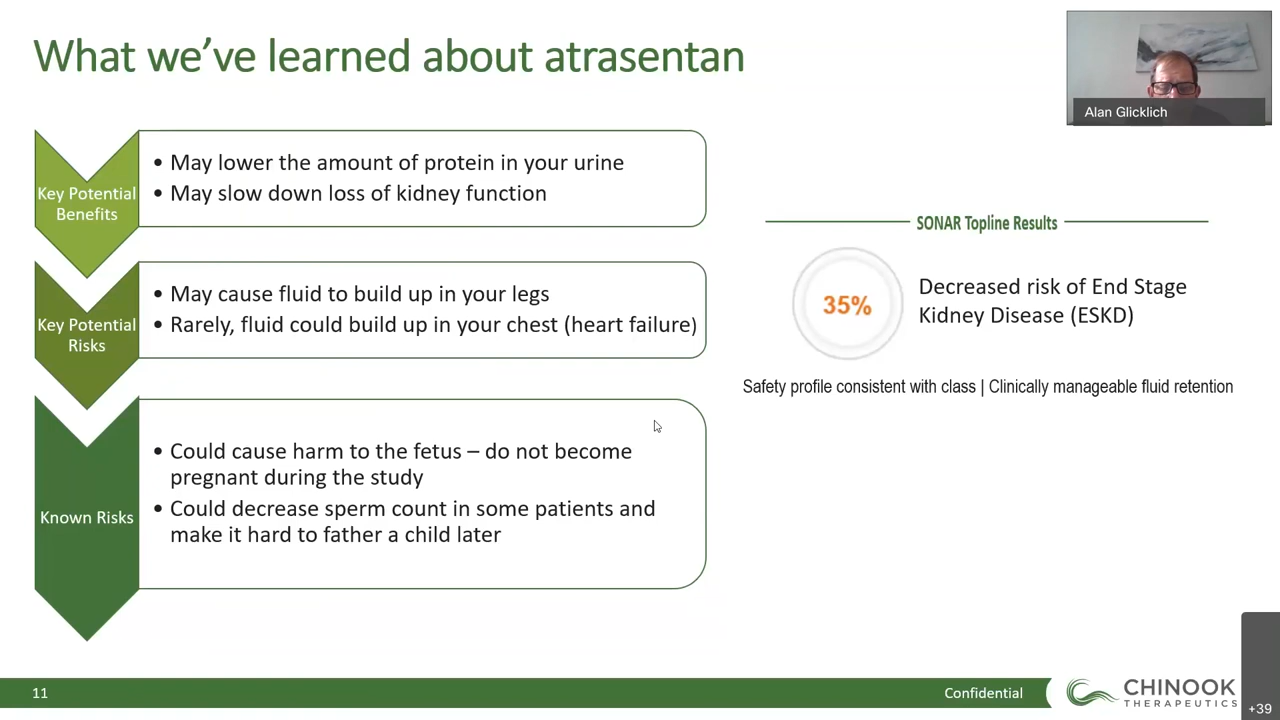 What we've learned about atrasentan
Alan Glicklich
Key Potential
Benefits
• May lower the amount of protein in your urine
• May slow down loss of kidney function
Key Potential
Risks
• May cause fluid to build up in your legs
• Rarely, fluid could build up in your chest (heart failure)
Known Risks
• Could cause harm to the fetus – do not become
pregnant during the study
• Could decrease sperm count in some patients and
make it hard to father a child later
SONAR Topline Results
35%
Decreased risk of End Stage
Kidney Disease (ESKD)
Safety profile consistent with class | Clinically manageable fluid retention
11
Confidential
CHINOOK
THERAPEUTICS
+39